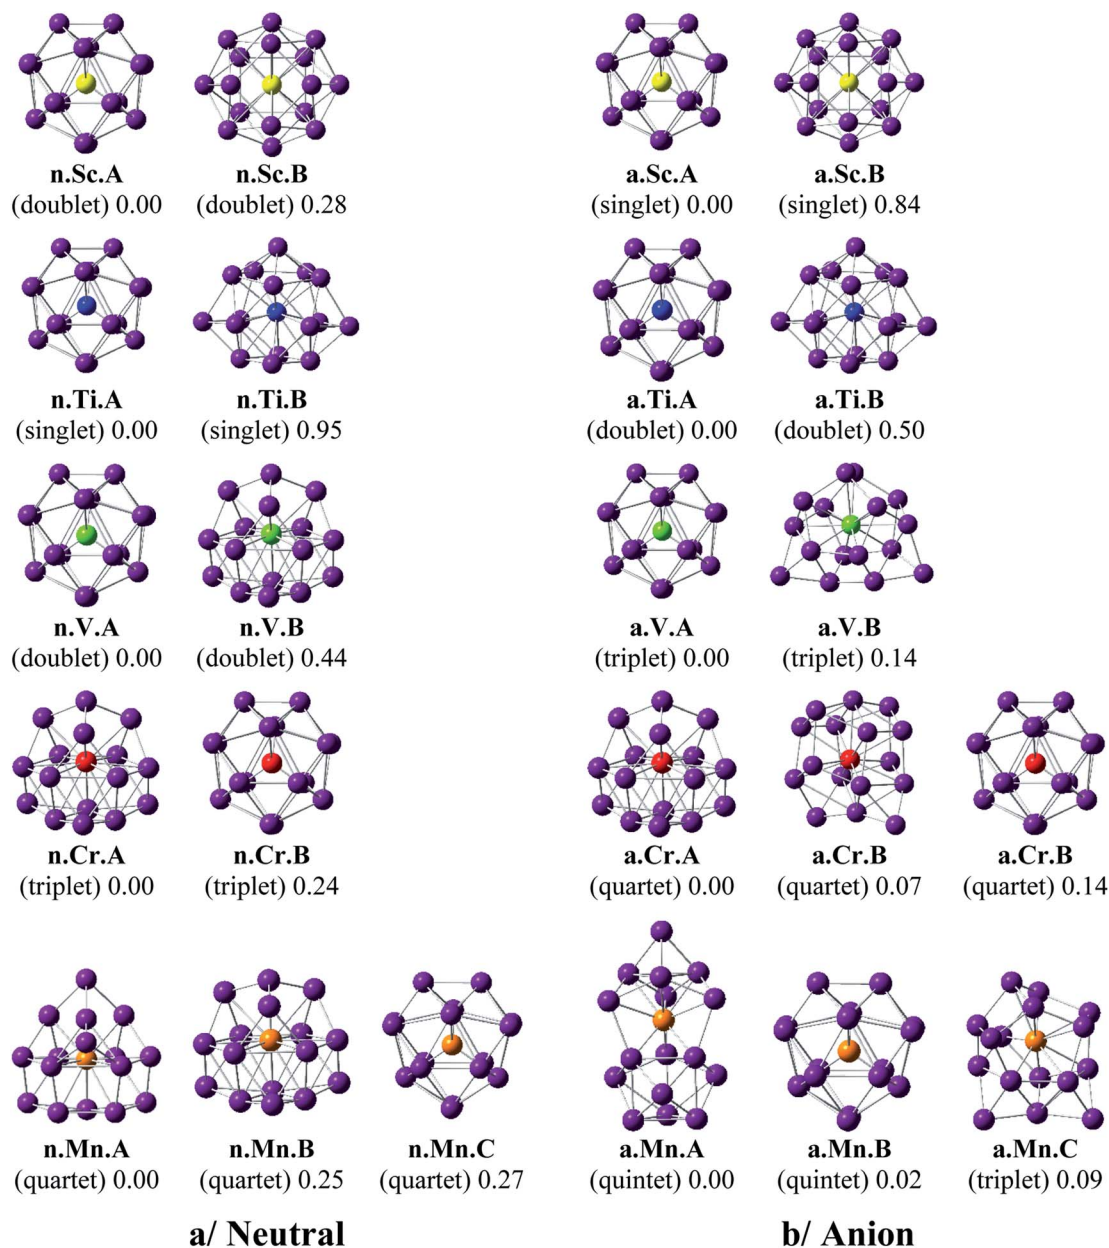 n.Sc.A n.Sc.B a.Sc.A a.Sc.B
(doublet) 0.00 (doublet) 0.28 (singlet) 0.00 (singlet) 0.84
n.Ti.A n.Ti.B a.Ti.A a.Ti.B
(singlet) 0.00 (singlet) 0.95 (doublet) 0.00 (doublet) 0.50
n.V.A n.V.B a.V.A a.V.B
(doublet) 0.00 (doublet) 0.44 (triplet) 0.00 (triplet) 0.14
n.Cr.A n.Cr.B a.Cr.A a.Cr.B a.Cr.B
(triplet) 0.00 (triplet) 0.24 (quartet) 0.00 (quartet) 0.07 (quartet) 0.14
n.Mn.A n.Mn.B n.Mn.C a.Mn.A a.Mn.B a.Mn.C
(quartet) 0.00 (quartet) 0.25 (quartet) 0.27 (quintet) 0.00 (quintet) 0.02 (triplet) 0.09
a/ Neutral b/ Anion